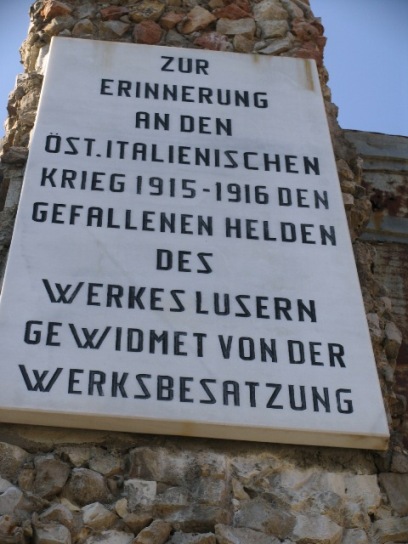 ZUR
ERINNERUNG
AN DEN
ÖST. ITALIENISCHEN
KRIEG 1915-1916 DEN
GEFALLENEN HELDEN
DES
WERKES LUSERN
GEWIDMET VON DER
WERKSBESATZUNG